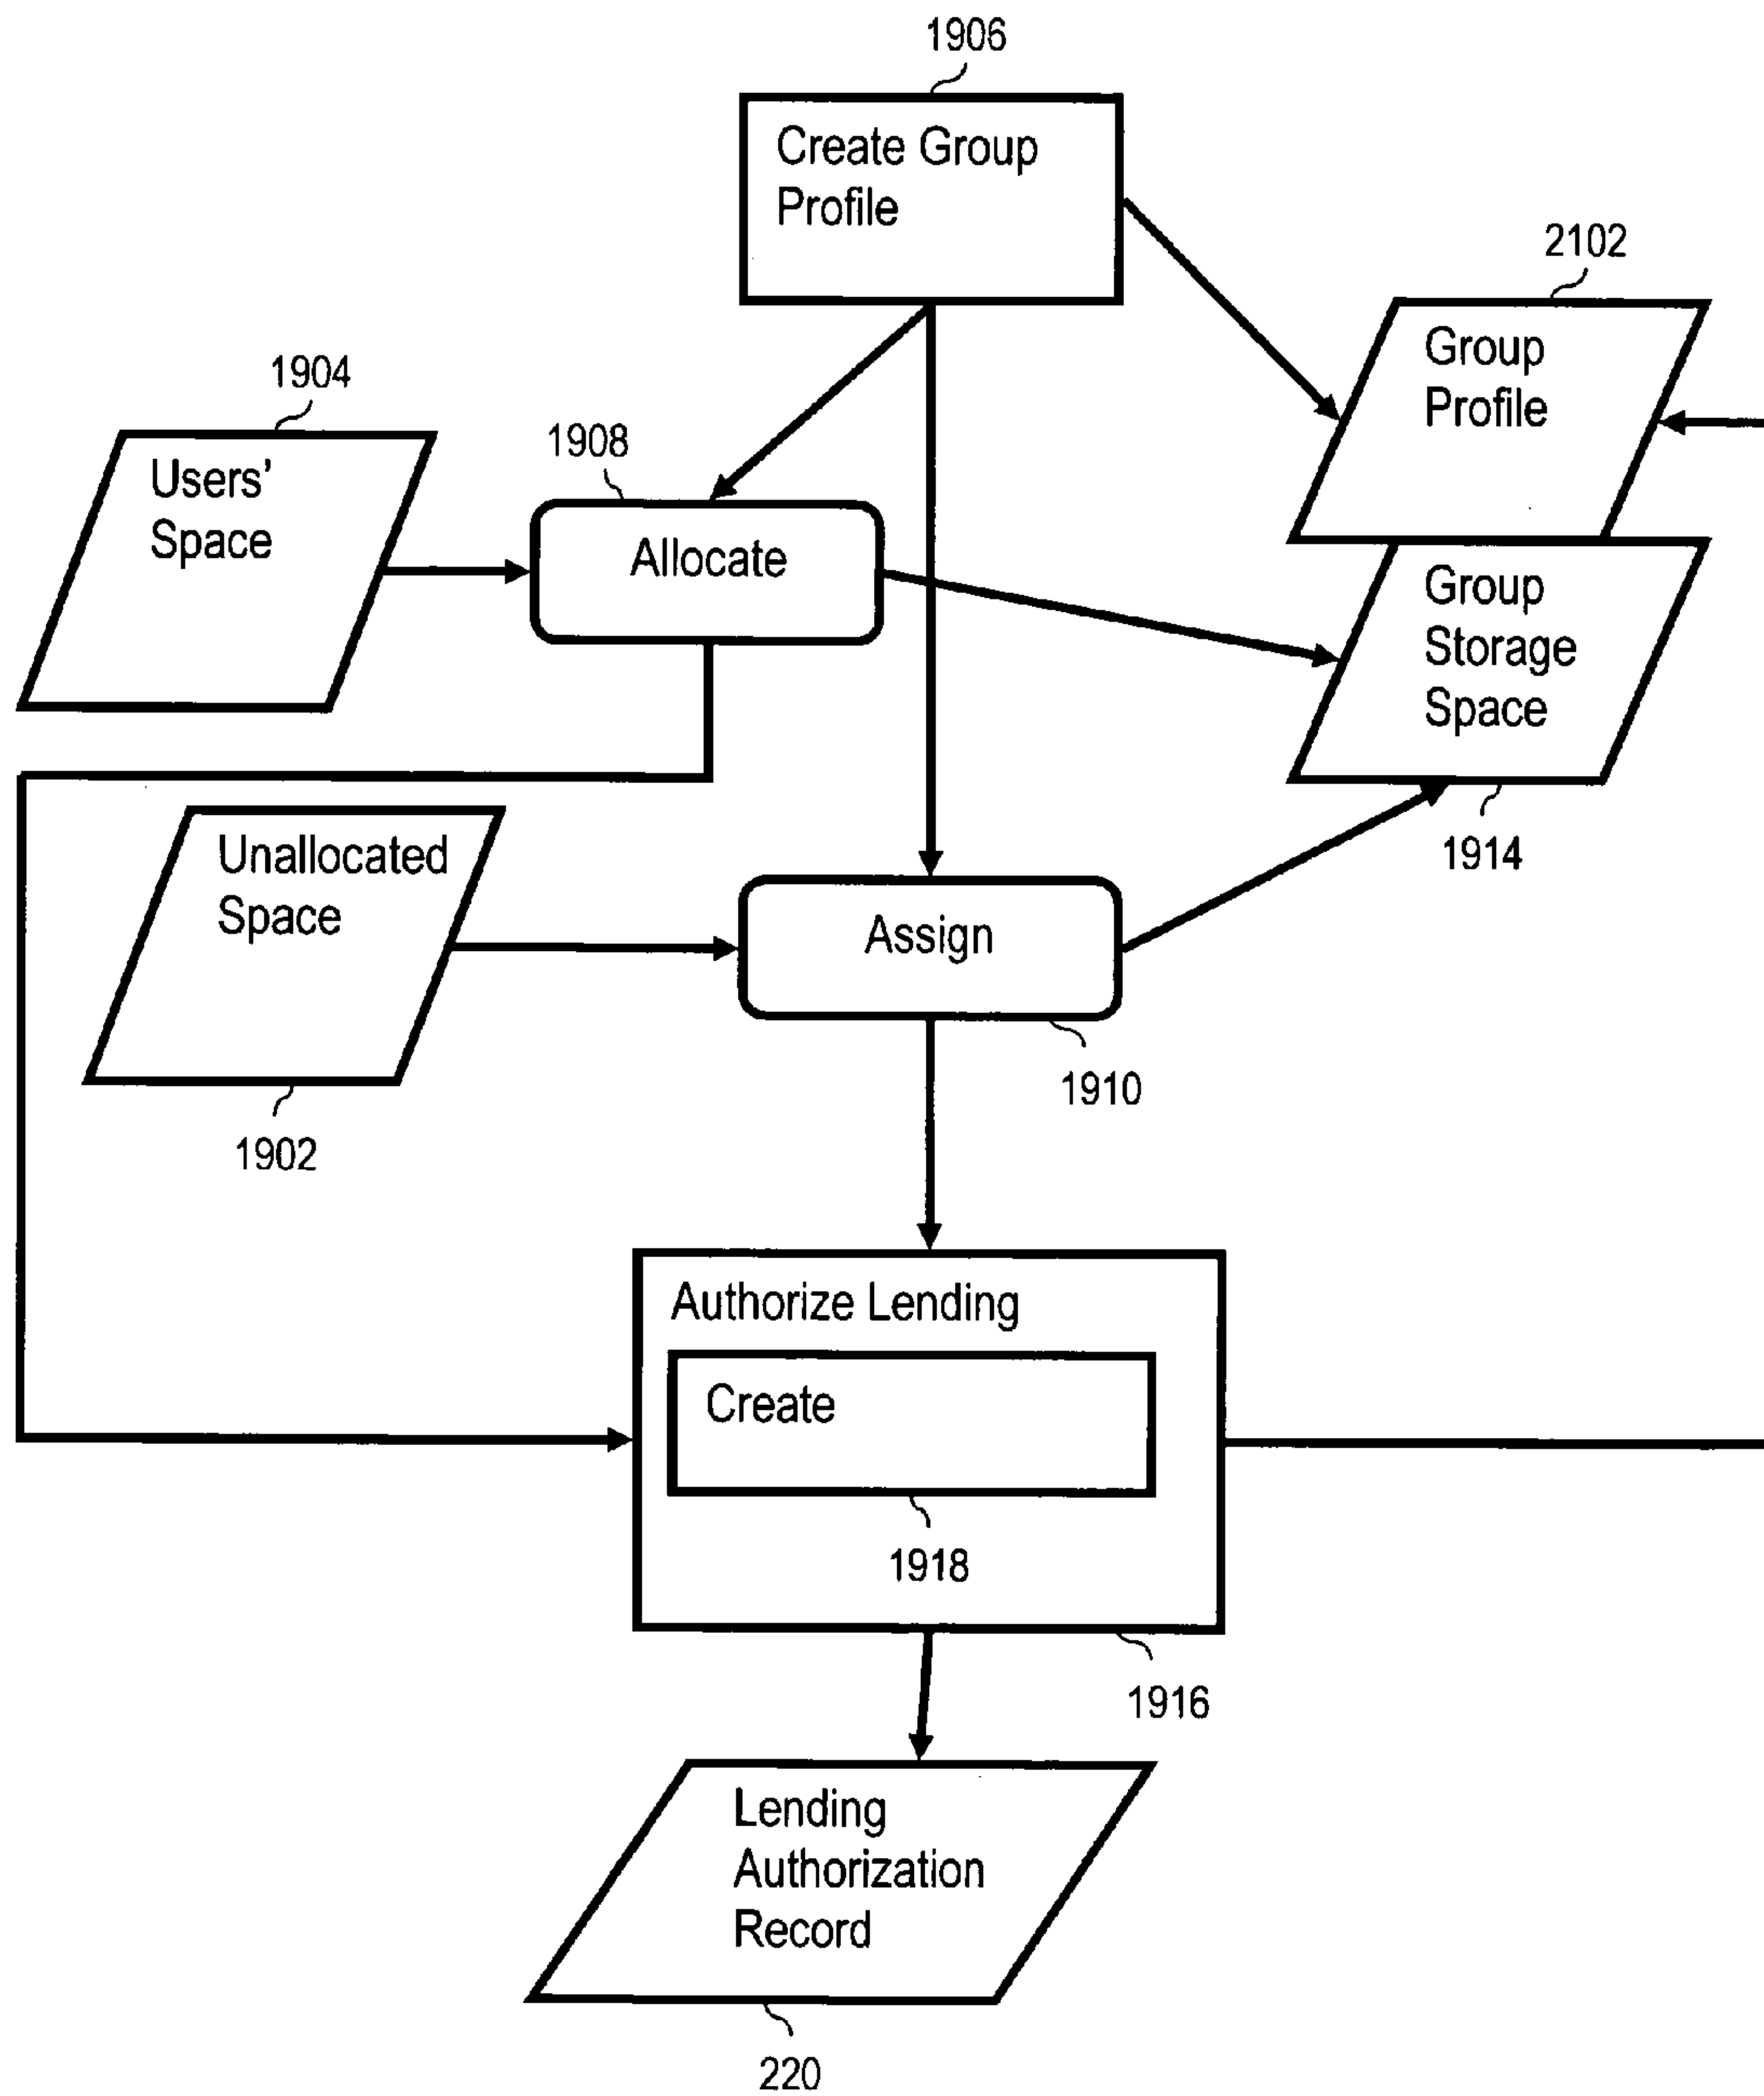 1906
Create Group
Profile
2102
Group
Profile
1904
Users'
Space
1908
Allocate
Group
Storage
Space
1914
Unallocated
Space
1902
Assign
1910
Authorize Lending
Create
1918
1916
Lending
Authorization
Record
220